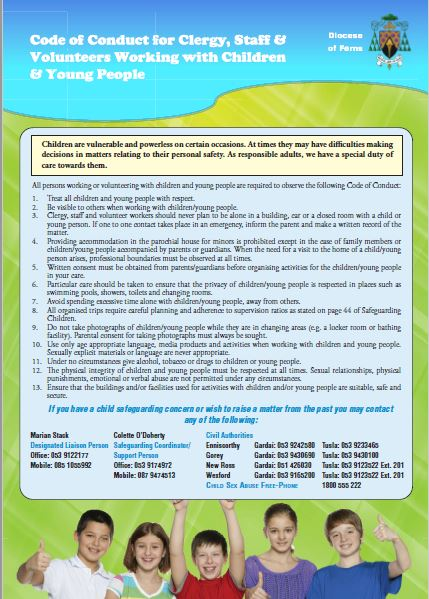 Code of Conduct for Clergy, Staff &
Volunteers Working with Children
& Young People
Diocese
of Ferns
Children are vulnerable and powerless on certain occasions. At times they may have difficulties making
decisions in matters relating to their personal safety. As responsible adults, we have a special duty of
care towards them.
All persons working or volunteering with children and young people are required to observe the following Code of Conduct:
1. Treat all children and young people with respect.
2. Be visible to others when working with children/young people.
3. Clergy, staff and volunteer workers should never plan to be alone in a building, car or a closed room with a child or
young person. If one to one contact takes place in an emergency, inform the parent and make a written record of the
matter.
4. Providing accommodation in the parochial house for minors is prohibited except in the case of family members or
children/young people accompanied by parents or guardians. When the need for a visit to the home of a child/young
person arises, professional boundaries must be observed at all times.
5. Written consent must be obtained from parents/guardians before organising activities for the children/young people
in your care.
6. Particular care should be taken to ensure that the privacy of children/young people is respected in places such as
swimming pools, showers, toilets and changing rooms.
7. Avoid spending excessive time alone with children/young people, away from others.
8. All organised trips require careful planning and adherence to supervision ratios as stated on page 44 of Safeguarding
Children.
9. Do not take photographs of children/young people while they are in changing areas (e.g. a locker room or bathing
facility). Parental consent for taking photographs must always be sought.
10. Use only age appropriate language, media products and activities when working with children and young people.
Sexually explicit materials or language are never appropriate.
11. Under no circumstances give alcohol, tobacco or drugs to children or young people.
12. The physical integrity of children and young people must be respected at all times. Sexual relationships, physical
punishments, emotional or verbal abuse are not permitted under any circumstances.
13. Ensure that the buildings and/or facilities used for activities with children and/or young people are suitable, safe and
secure.
If you have a child safeguarding concern or wish to raise a matter from the past you may contact
any of the following:
Marian Stack
Designated Liaison Person
Office: 053 9122177
Mobile: 085 1055992
Colette O'Doherty
Safeguarding Coordinator/
Support Person
Office: 053 9174972
Mobile: 087 9474513
Civil Authorities
Enniscorthy Gardaí: 053 9242580 Tusla: 053 9233465
Gorey Gardaí: 053 9430690 Tusla: 053 9430100
New Ross Gardaí: 051 426030 Tusla: 053 9123522 Ext. 201
Wexford Gardaí: 053 9165200 Tusla: 053 9123522 Ext. 201
Child Sex Abuse Free-Phone 1800 555 222